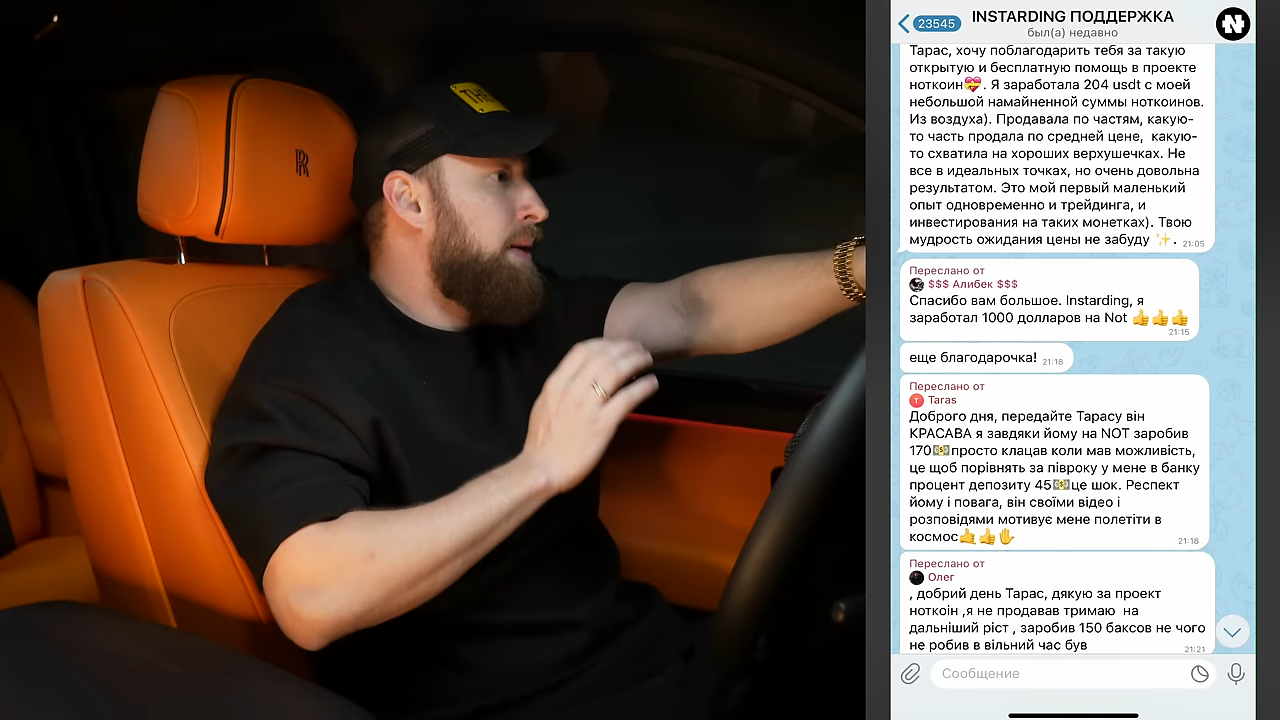 23545
INSTARDING ПОДДЕРЖКА
был(а) недавно
Тарас, хочу поблагодарить тебя за такую
открытую и бесплатную помощь в проекте
ноткоин💝. Я заработала 204 usdt с моей
небольшой намайненной суммы ноткоинов.
Из воздуха). Продавала по частям, какую-
то часть продала по средней цене, какую-
то схватила на хороших верхушечках. Не
все в идеальных точках, но очень довольна
результатом. Это мой первый маленький
опыт одновременно и трейдинга, и
инвестирования на таких монетках). Твою
мудрость ожидания цены не забуду ✨. 21:05
Переслано от
$$$ Алибек $$$
Спасибо вам большое. Instarding, я
заработал 1000 долларов на Not 👍👍👍
21:15
еще благодарочка! 21:18
Переслано от
T Taras
Доброго дня, передайте Тарасу він
КРАСАВА я завдяки йому на NOT заробив
170💵просто клацав коли мав можливість,
це щоб порівнять за півроку у мене в банку
процент депозиту 45💵це шок. Респект
йому і повага, він своїми відео і
розповідями мотивує мене полетіти в
космос🤙👍✋ 21:18
Переслано от
Олег
, добрий день Тарас, дякую за проект
ноткоін ,я не продавав тримаю на
дальніший ріст , заробив 150 баксов не чого
не робив в вільний час був
21:21
Сообщение